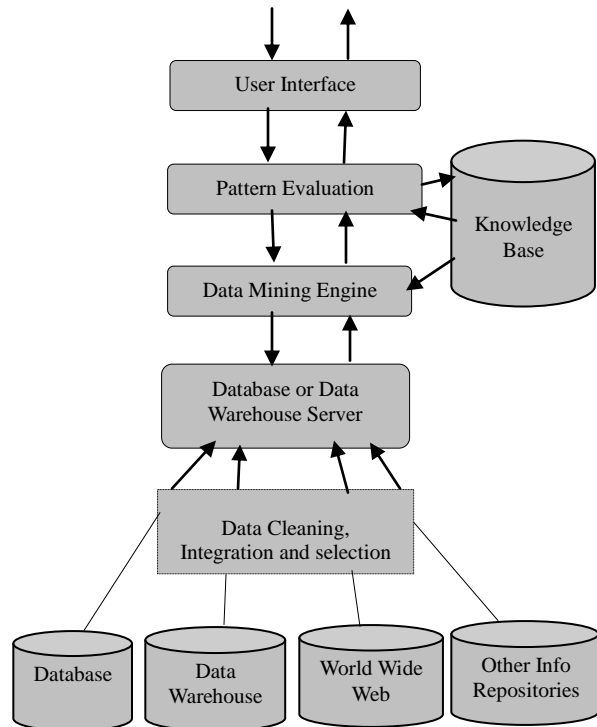 User Interface
Pattern Evaluation
Knowledge
Base
Data Mining Engine
Database or Data
Warehouse Server
Data Cleaning,
Integration and selection
Database
Data
Warehouse
World Wide
Web
Other Info
Repositories